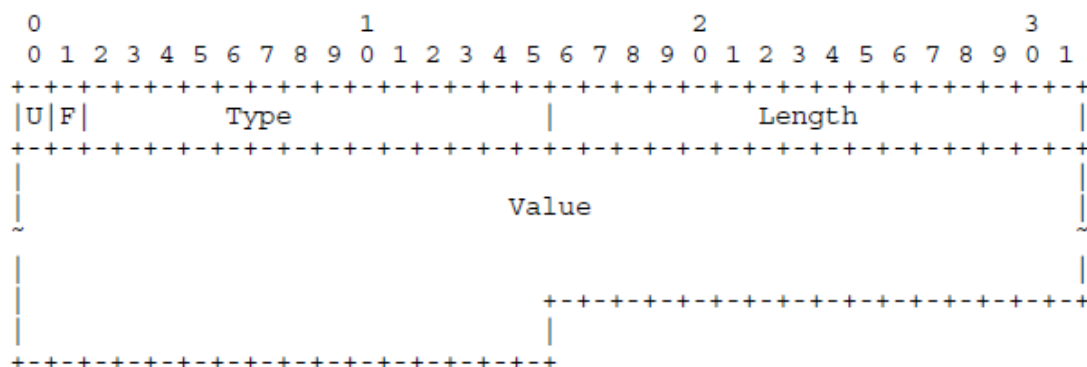 0 1 2 3
0 1 2 3 4 5 6 7 8 9 0 1 2 3 4 5 6 7 8 9 0 1 2 3 4 5 6 7 8 9 0 1
+-+-+-+-+-+-+-+-+-+-+-+-+-+-+-+-+-+-+-+-+-+-+-+-+-+-+-+-+-+-+-+-+
|U|F| Type | Length |
+-+-+-+-+-+-+-+-+-+-+-+-+-+-+-+-+-+-+-+-+-+-+-+-+-+-+-+-+-+-+-+-+
| |
| Value |
~ ~
| |
| +-+-+-+-+-+-+-+-+-+-+-+-+-+-+-+-+
| |
+-+-+-+-+-+-+-+-+-+-+-+-+-+-+-+-+